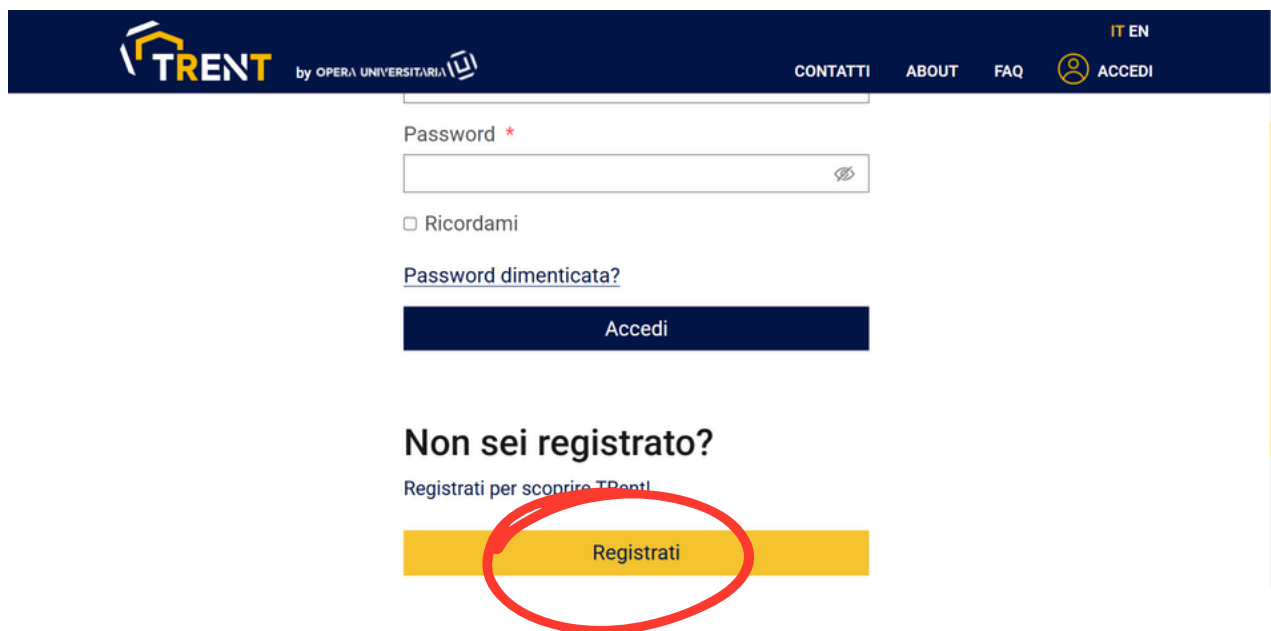 IT EN
TRENT by OPERA UNIVERSITARIA
CONTATTI ABOUT FAQ ACCEDI
Password *
Ricordami
Password dimenticata?
Accedi
Non sei registrato?
Registrati per scoprire TRent!
Registrati